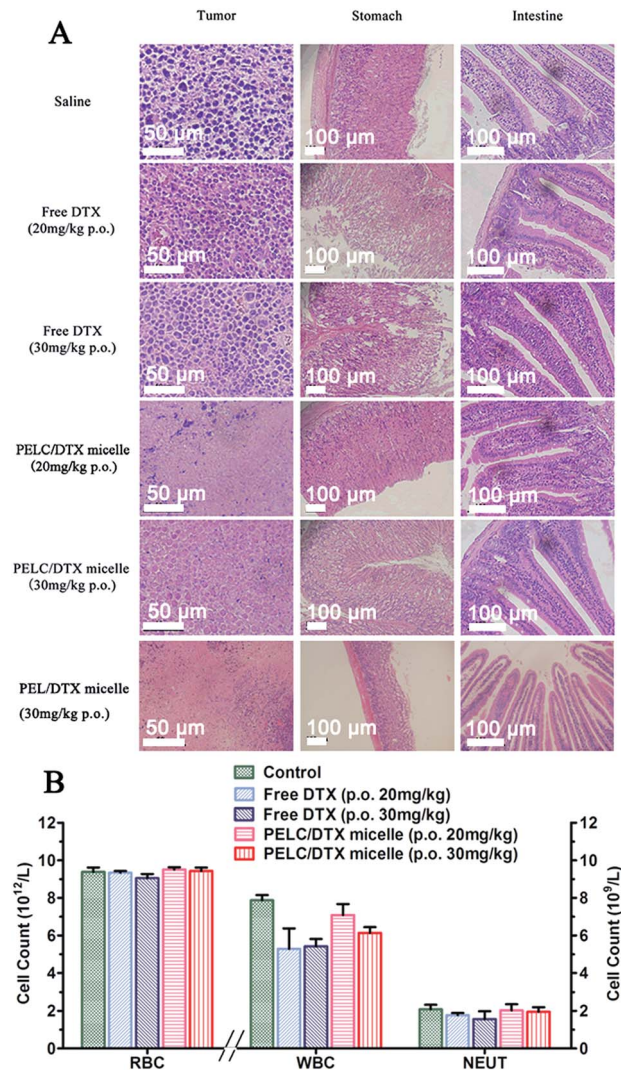 A
Tumor Stomach Intestine
Saline
50 μm 100 μm 100 μm
Free DTX
(20mg/kg p.o.)
50 μm 100 μm 100 μm
Free DTX
(30mg/kg p.o.)
50 μm 100 μm 100 μm
PELC/DTX micelle
(20mg/kg p.o.)
50 μm 100 μm 100 μm
PELC/DTX micelle
(30mg/kg p.o.)
50 μm 100 μm 100 μm
PEL/DTX micelle
(30mg/kg p.o.)
50 μm 100 μm 100 μm
B
Control
Free DTX (p.o. 20mg/kg)
Free DTX (p.o. 30mg/kg)
PELC/DTX micelle (p.o. 20mg/kg)
PELC/DTX micelle (p.o. 30mg/kg)
Cell Count (10¹²/L)
12
10
8
6
4
2
0
Cell Count (10⁹/L)
12
10
8
6
4
2
0
RBC WBC NEUT